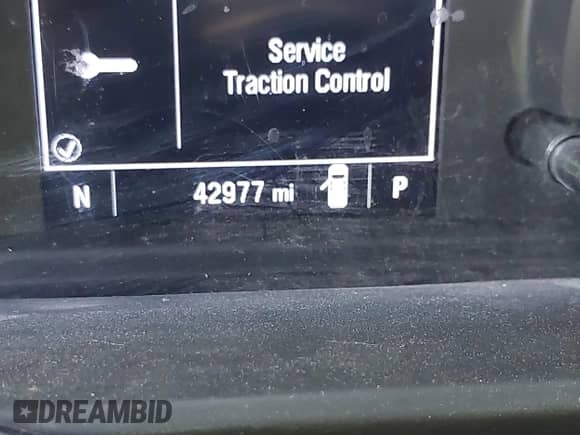 Service
Traction Control
N 42977 mi P
DREAMBID